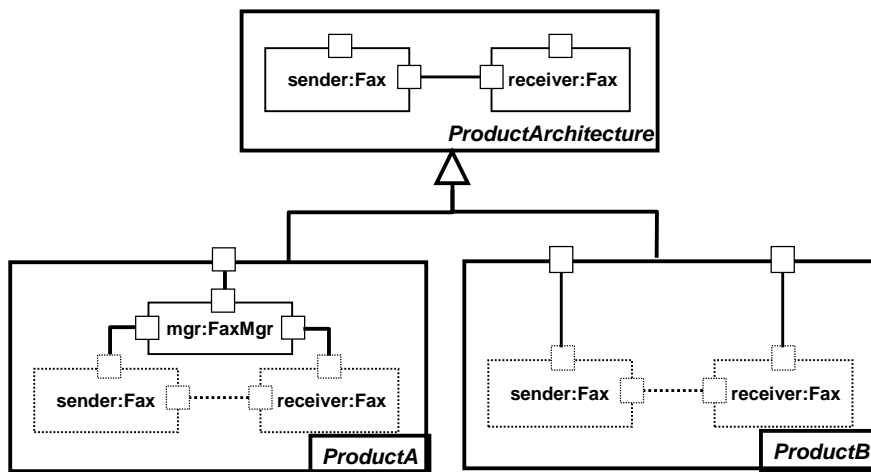 sender:Fax
receiver:Fax
ProductArchitecture
mgr:FaxMgr
sender:Fax
receiver:Fax
ProductA
sender:Fax
receiver:Fax
ProductB